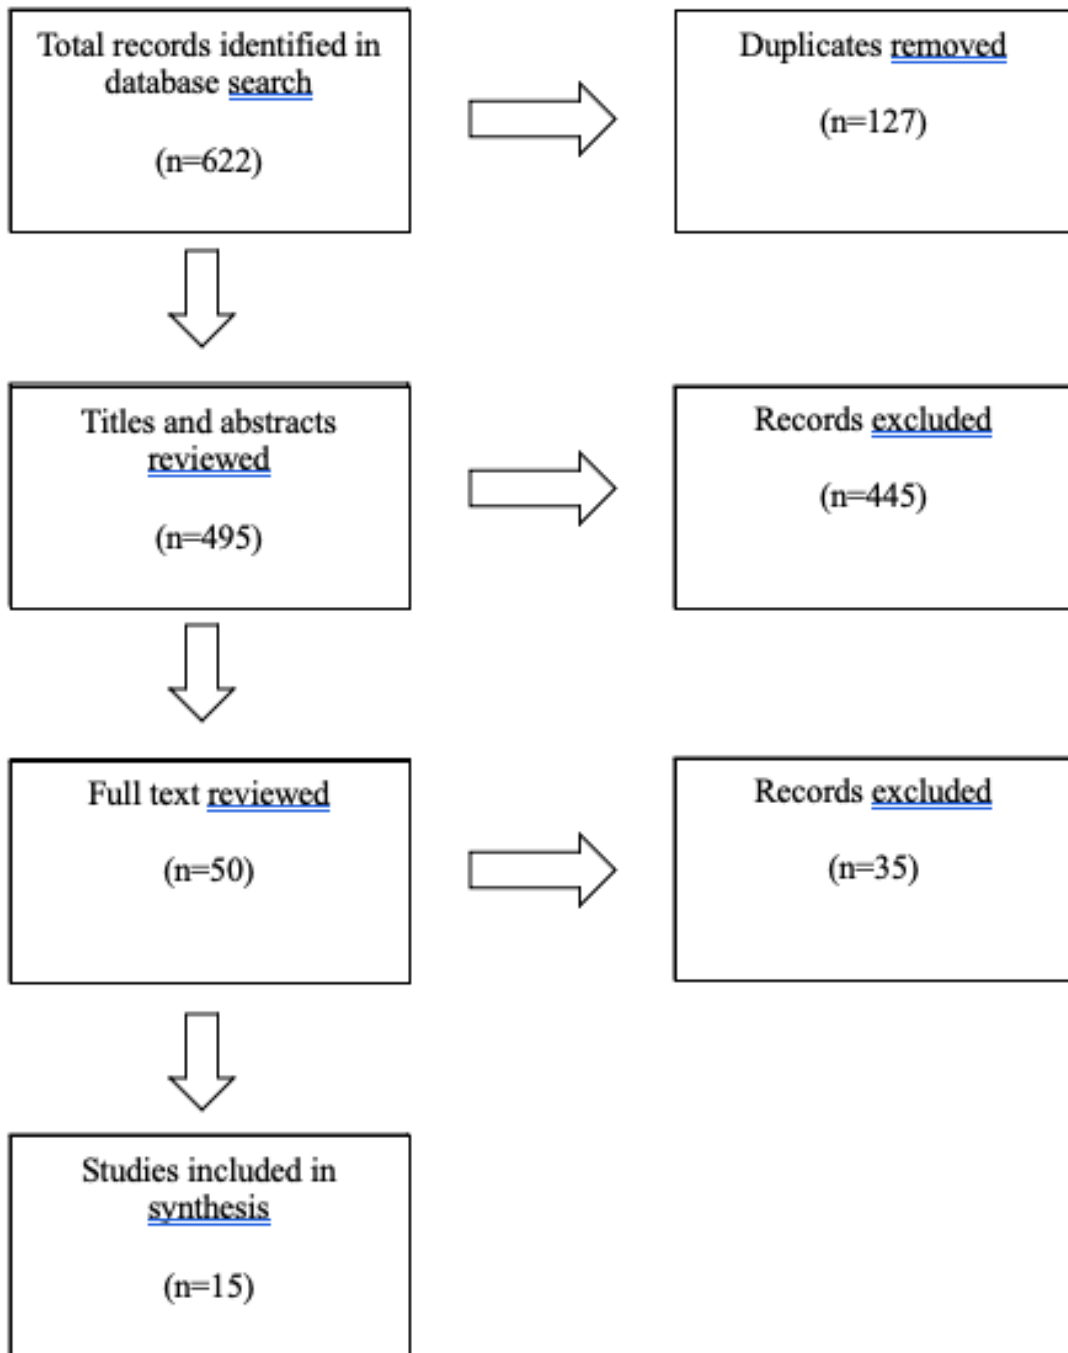 Total records identified in
database search
(n=622)
Duplicates removed
(n=127)
Titles and abstracts
reviewed
(n=495)
Records excluded
(n=445)
Full text reviewed
(n=50)
Records excluded
(n=35)
Studies included in
synthesis
(n=15)